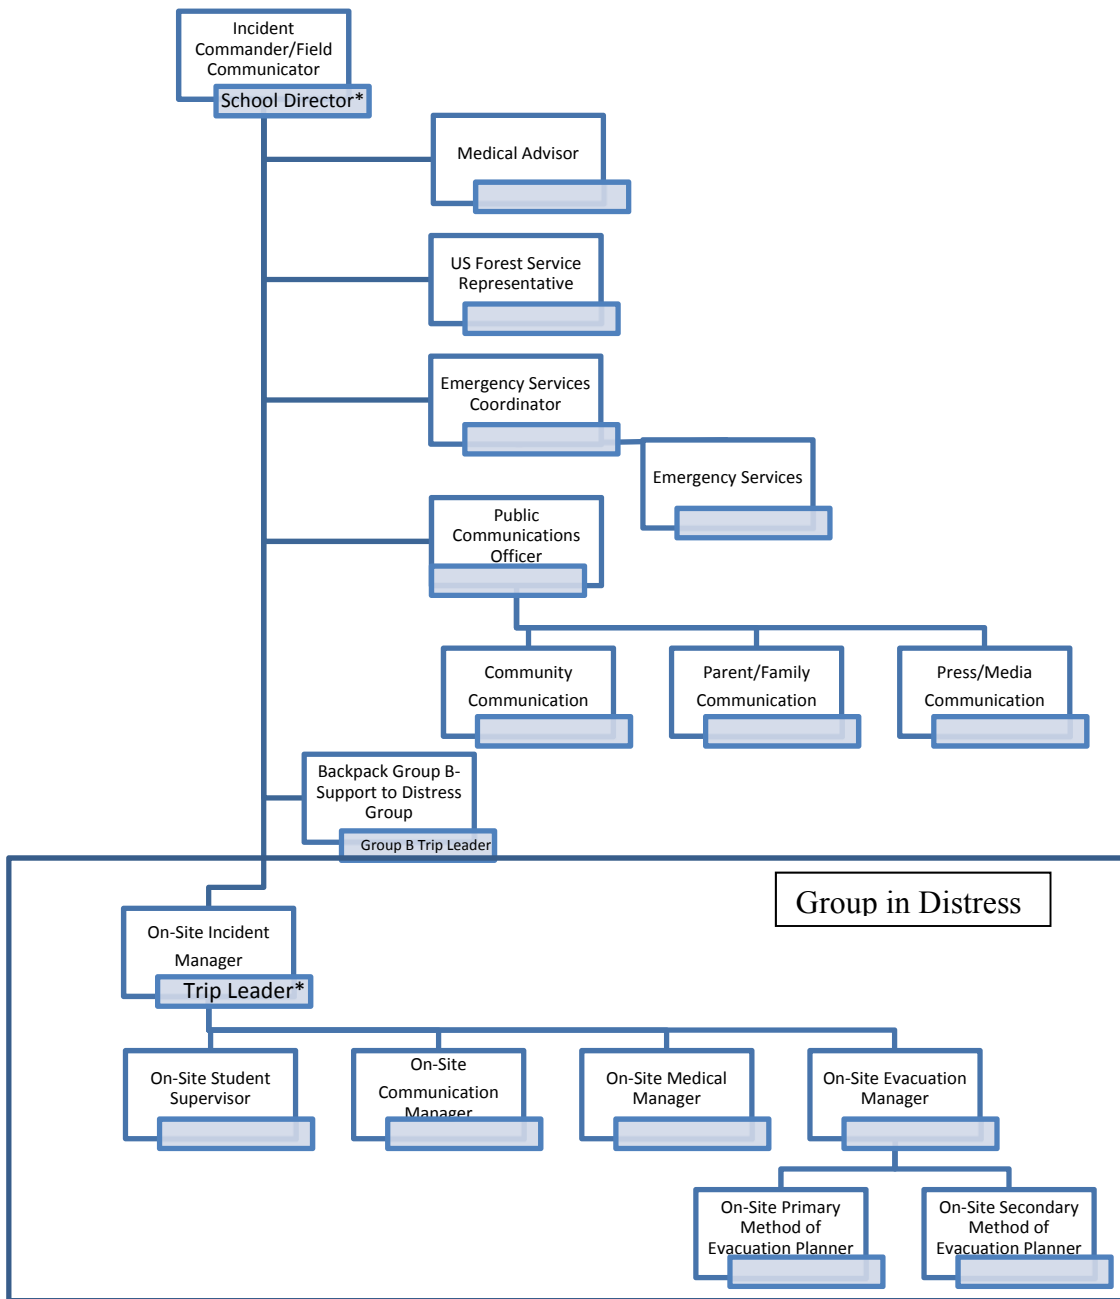 Incident
Commander/Field
Communicator
School Director*
Medical Advisor
US Forest Service
Representative
Emergency Services
Coordinator
Emergency Services
Public
Communications
Officer
Community
Communication
Parent/Family
Communication
Press/Media
Communication
Backpack Group B-
Support to Distress
Group
Group B Trip Leader
Group in Distress
On-Site Incident
Manager
Trip Leader*
On-Site Student
Supervisor
On-Site
Communication
Manager
On-Site Medical
Manager
On-Site Evacuation
Manager
On-Site Primary
Method of
Evacuation Planner
On-Site Secondary
Method of
Evacuation Planner